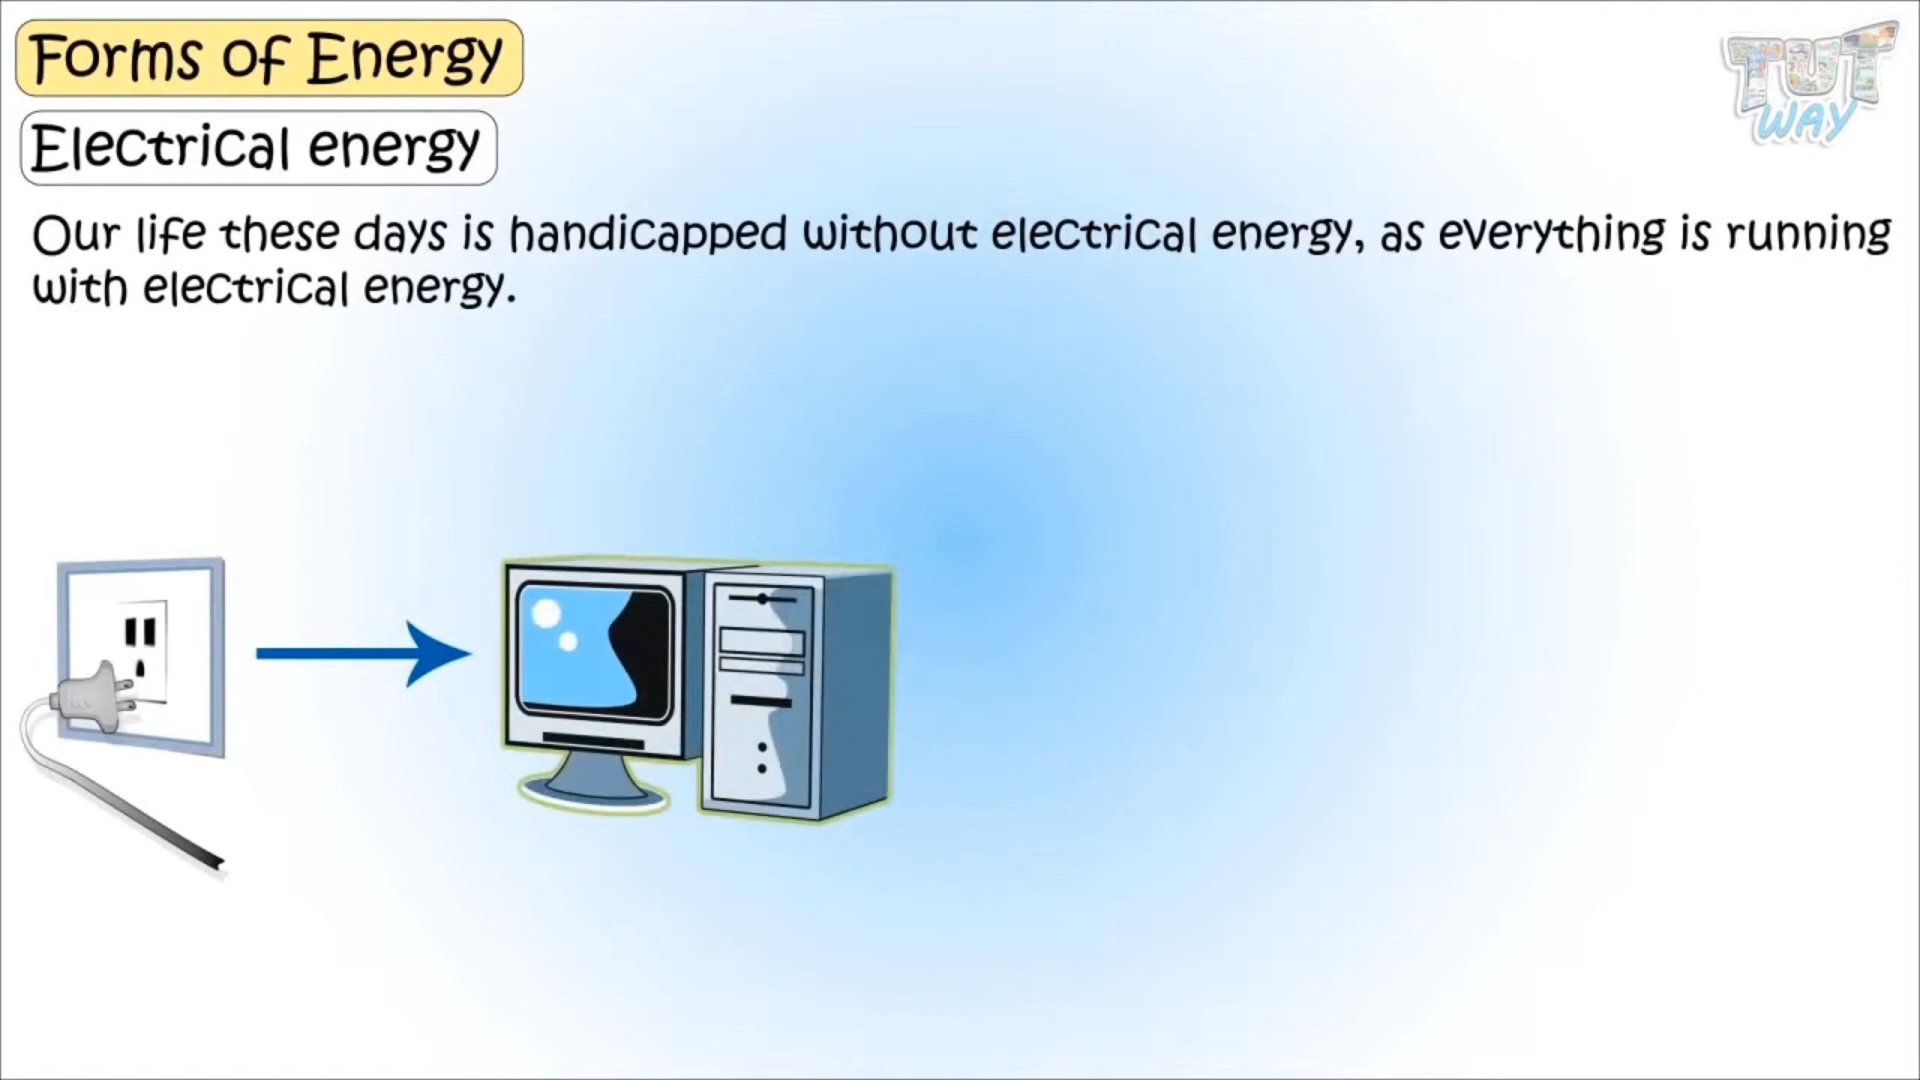 Forms of Energy
TUT
WAY
Electrical energy
Our life these days is handicapped without electrical energy, as everything is running
with electrical energy.